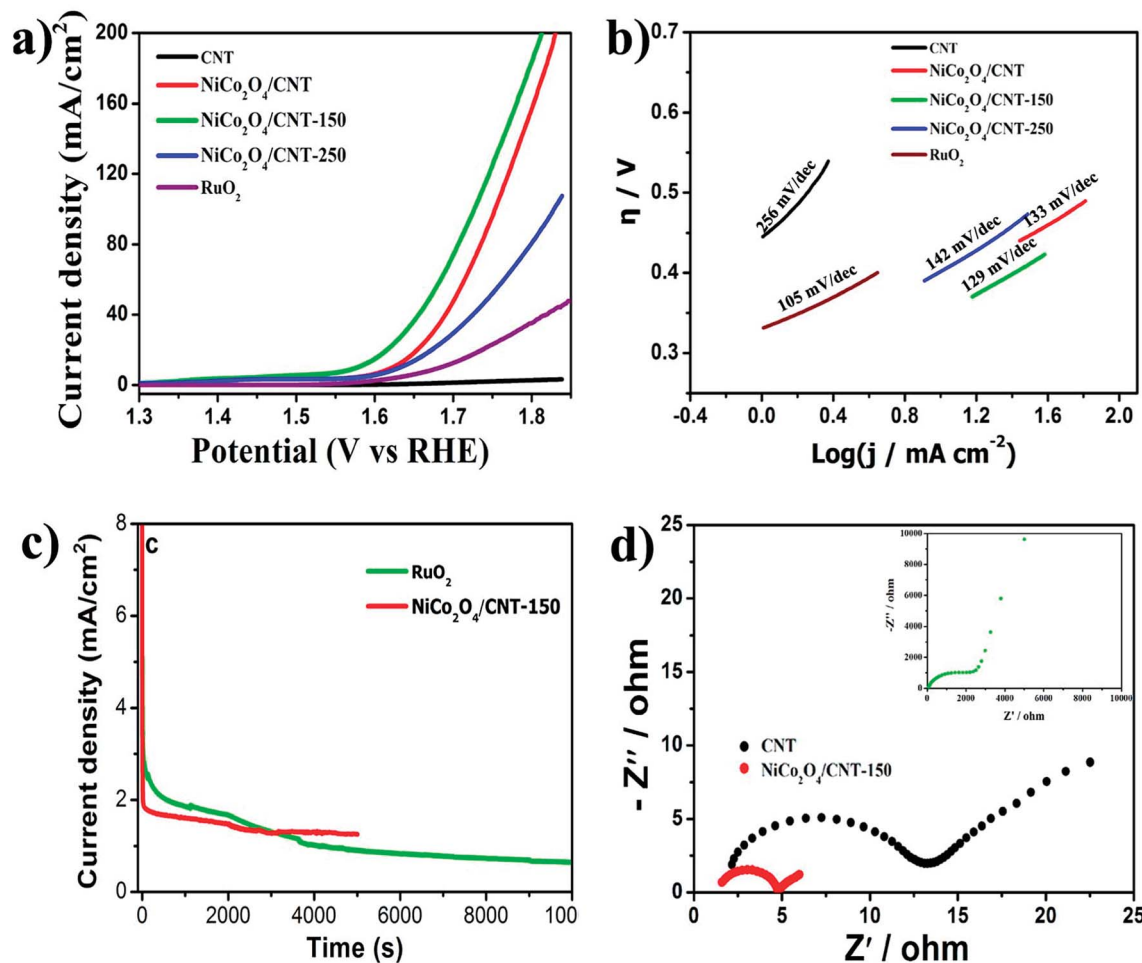 a)
Current density (mA/cm²)
200
160
120
80
40
0
CNT
NiCo₂O₄/CNT
NiCo₂O₄/CNT-150
NiCo₂O₄/CNT-250
RuO₂
1.3 1.4 1.5 1.6 1.7 1.8
Potential (V vs RHE)
b)
η / V
0.7
0.6
0.5
0.4
0.3
CNT
NiCo₂O₄/CNT
NiCo₂O₄/CNT-150
NiCo₂O₄/CNT-250
RuO₂
256 mV/dec
105 mV/dec
142 mV/dec
133 mV/dec
129 mV/dec
-0.4 0.0 0.4 0.8 1.2 1.6 2.0
Log(j / mA cm⁻²)
c)
Current density (mA/cm²)
8
6
4
2
0
C
RuO₂
NiCo₂O₄/CNT-150
0 2000 4000 6000 8000 10000
Time (s)
d)
- Z'' / ohm
25
20
15
10
5
0
-Z'' / ohm
10000
8000
6000
4000
2000
0
0 2000 4000 6000 8000 10000
Z' / ohm
CNT
NiCo₂O₄/CNT-150
0 5 10 15 20 25
Z' / ohm